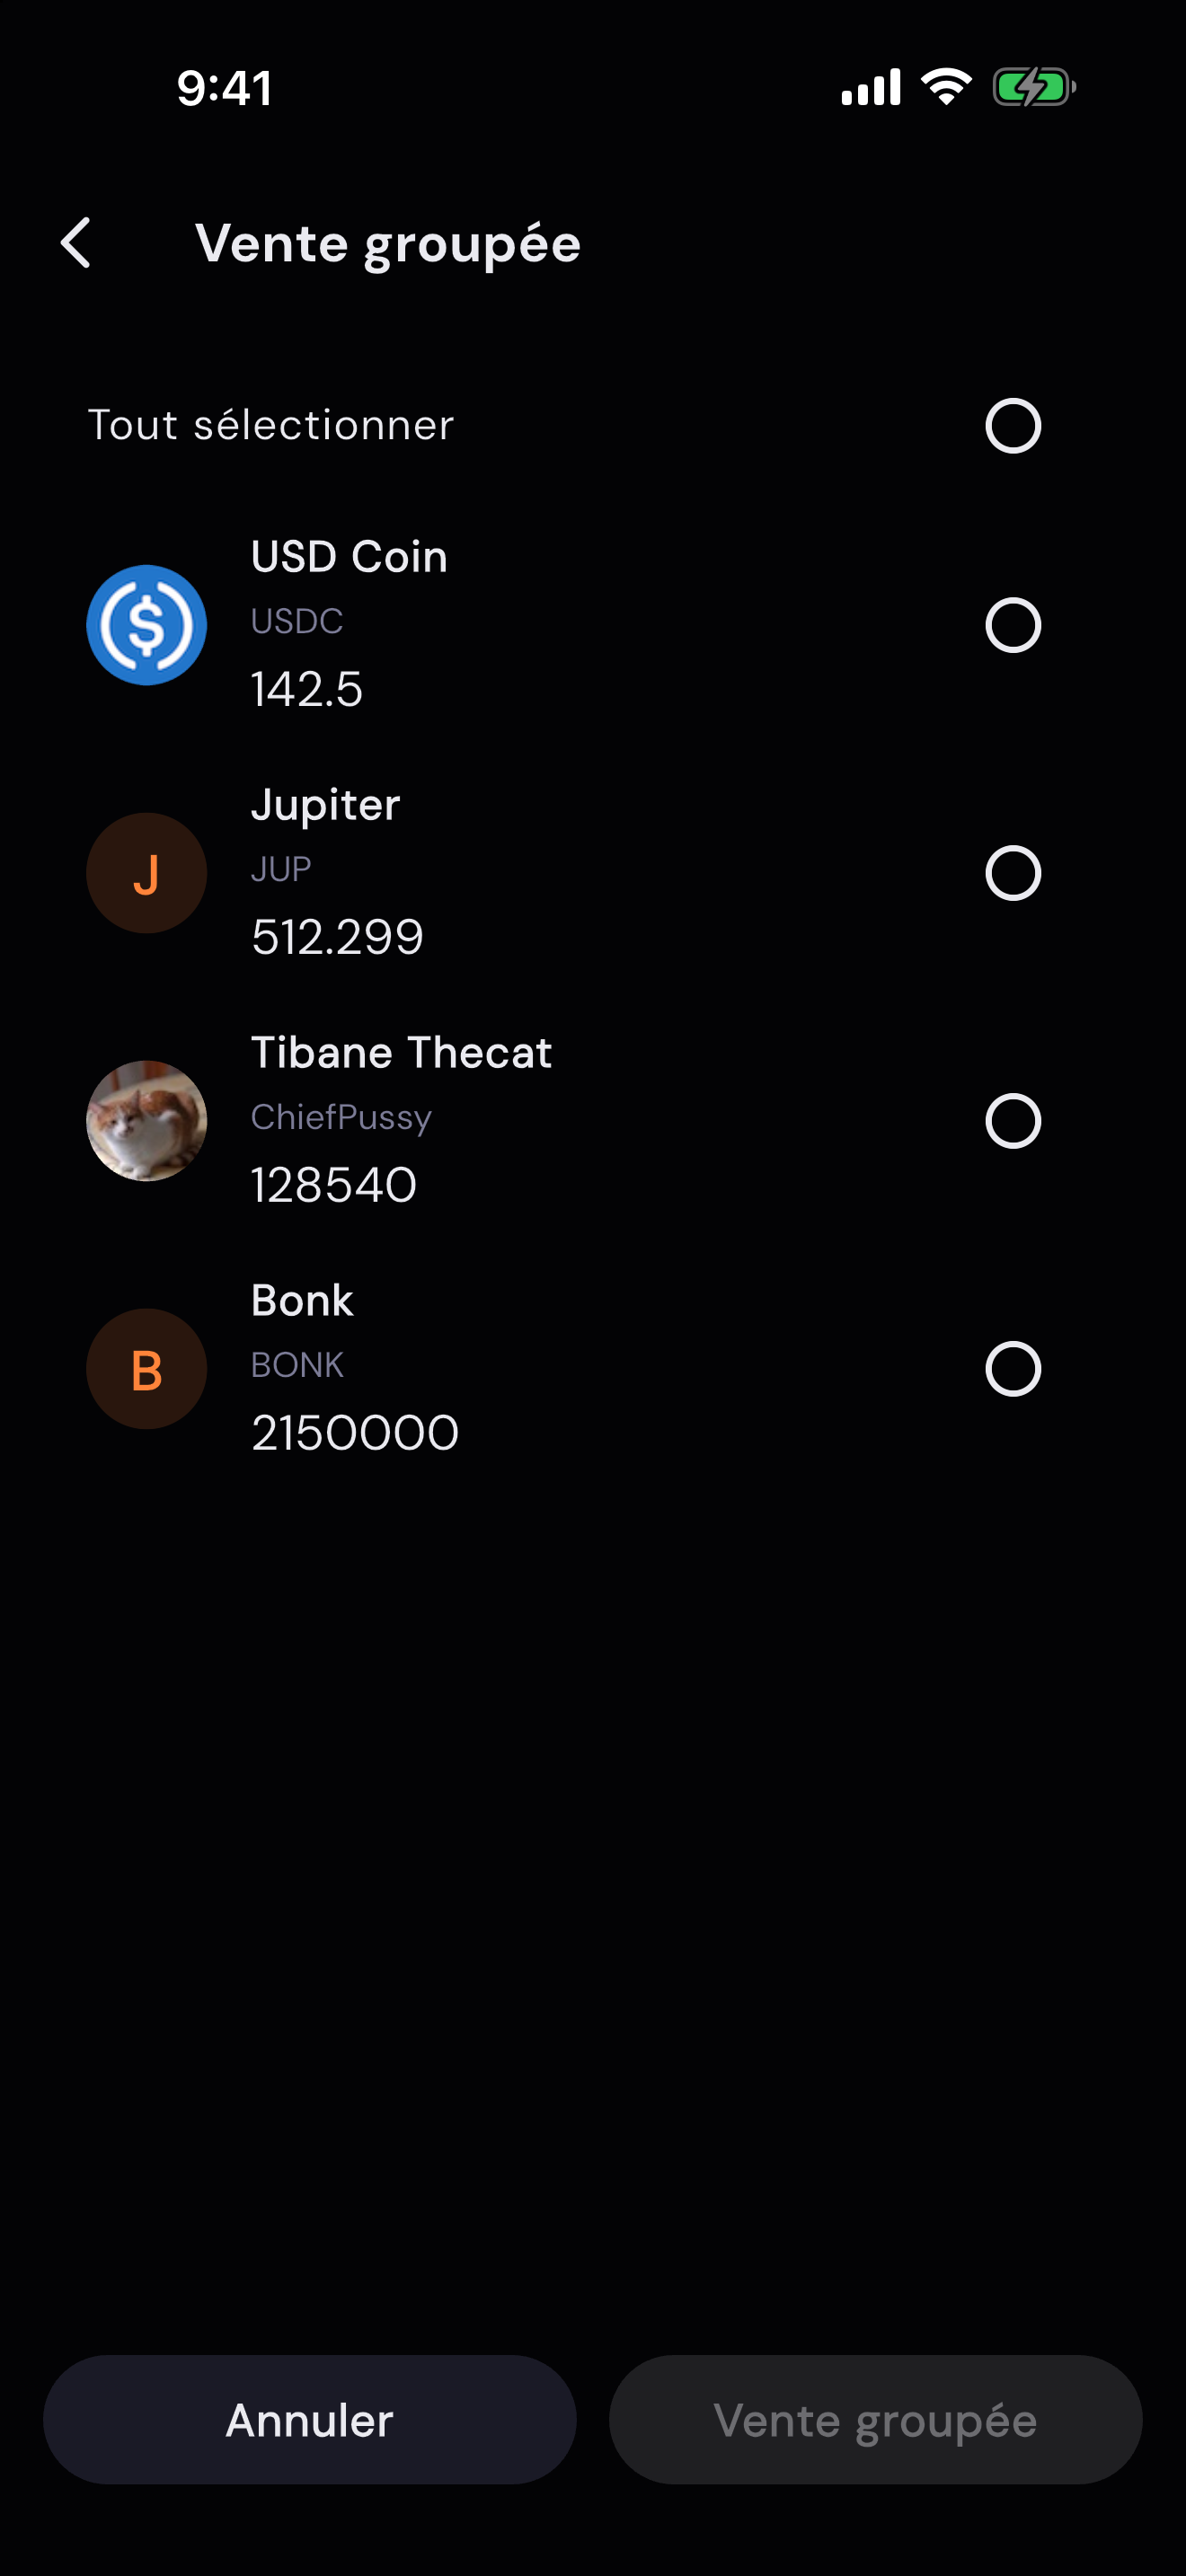 9:41
Vente groupée
Tout sélectionner
USD Coin
USDC
142.5
J
Jupiter
JUP
512.299
Tibane Thecat
ChiefPussy
128540
B
Bonk
BONK
2150000
Annuler
Vente groupée